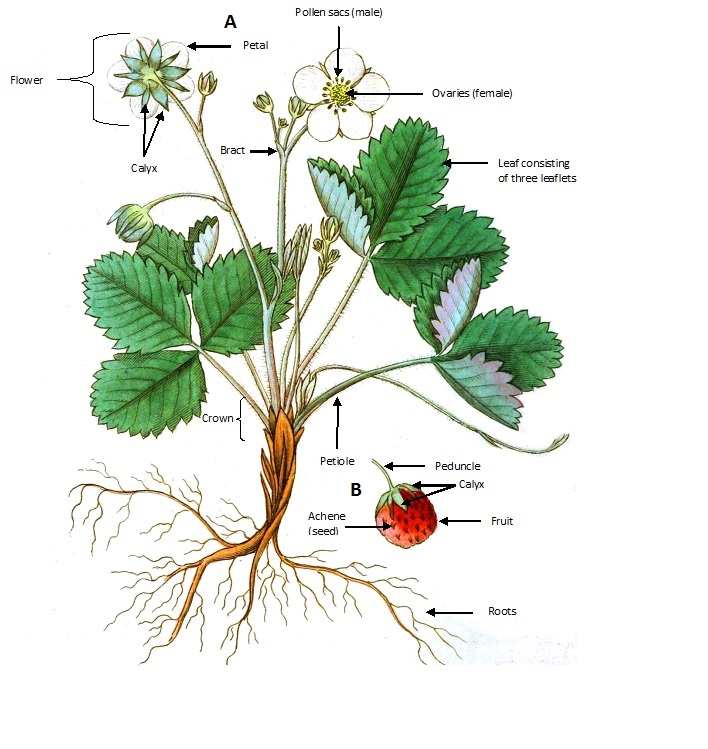 Pollen sacs (male)
A
Petal
Flower
Ovaries (female)
Bract
Calyx
Leaf consisting
of three leaflets
Crown
Petiole
B
Peduncle
Calyx
Achene
(seed)
Fruit
Roots